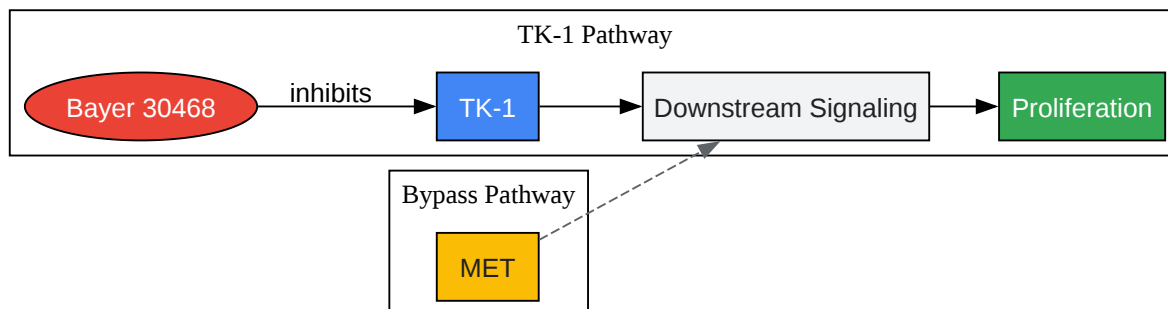 TK-1 Pathway
Bayer 30468
inhibits
TK-1
Downstream Signaling
Proliferation
Bypass Pathway
MET